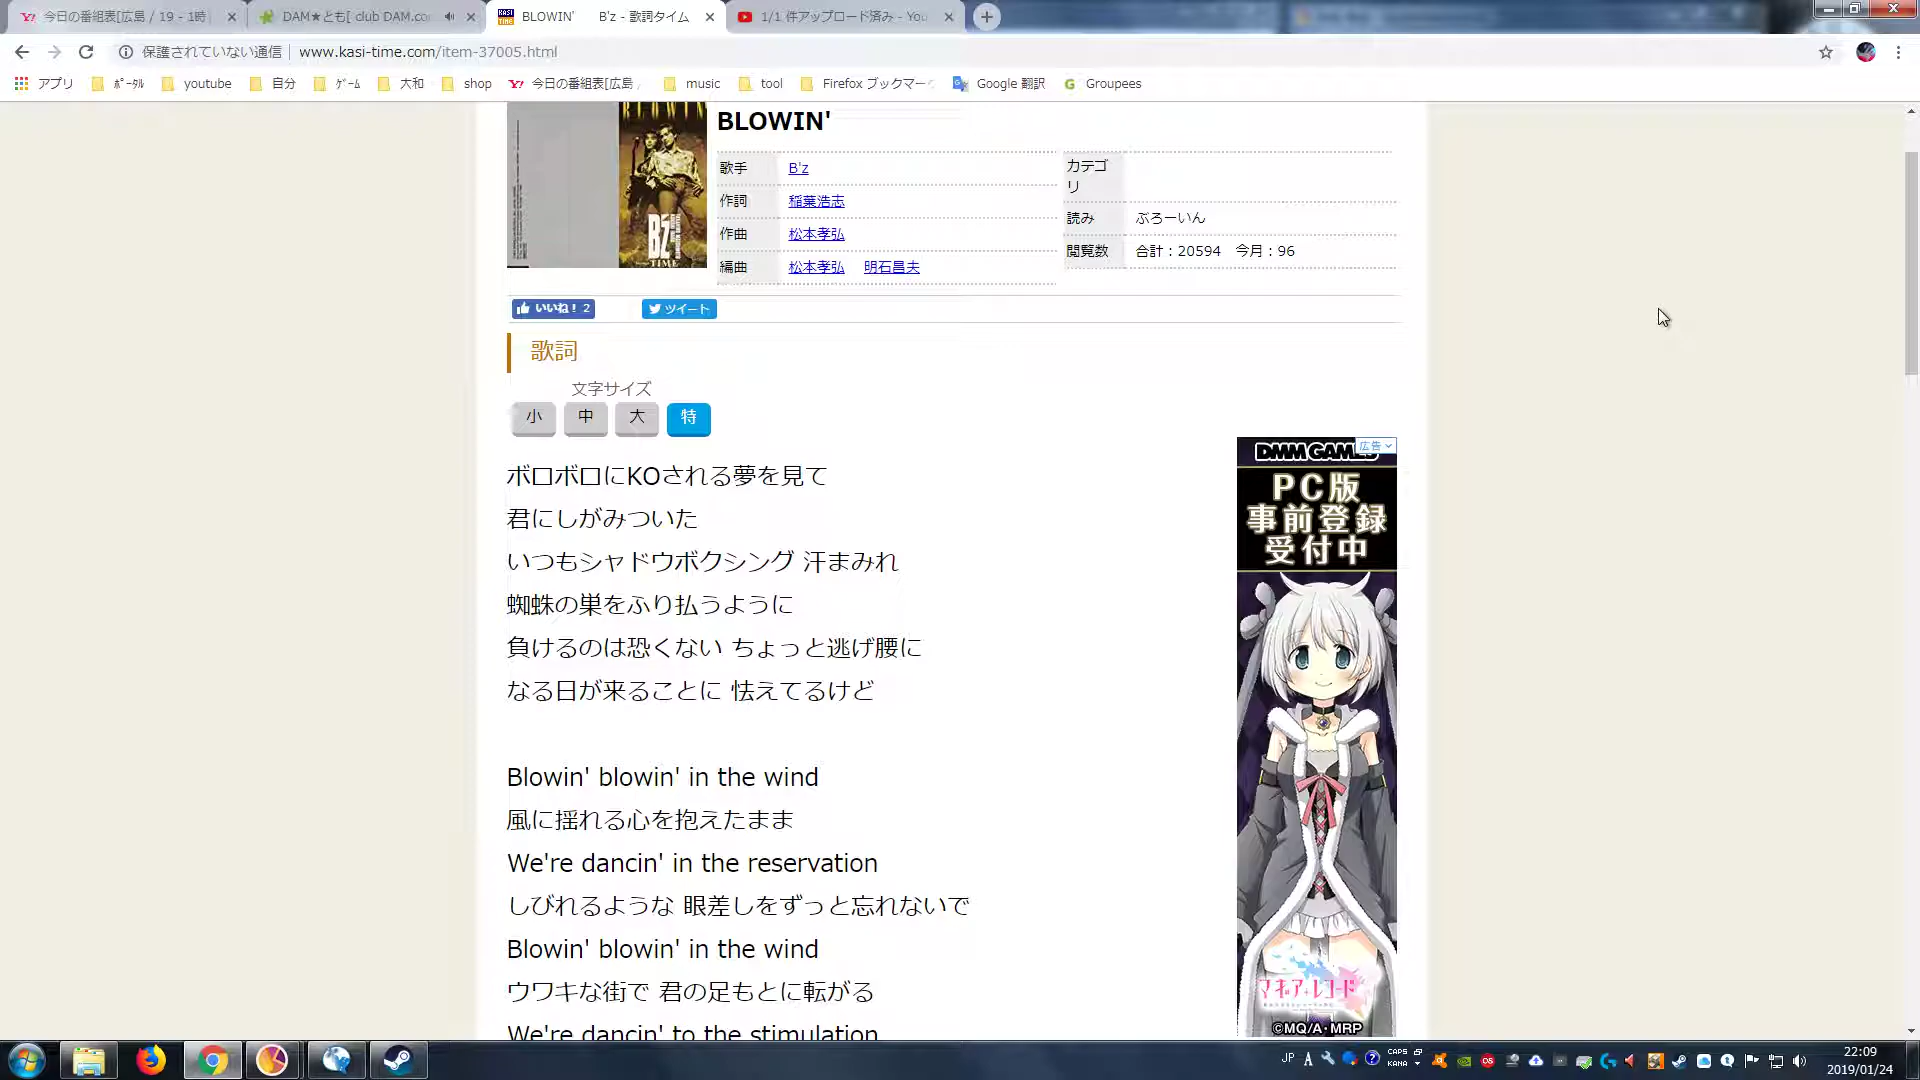 今日の番組表[広島 / 19 - 1時
DAM★とも[ club DAM.co
BLOWIN' B'z - 歌詞タイム
1/1 件アップロード済み - You
保護されていない通信 www.kasi-time.com/item-37005.html
アプリ ポータル youtube 自分 ゲーム 大和 shop 今日の番組表[広島 / music tool Firefox ブックマーク Google 翻訳 Groupees
BLOWIN'
歌手 B'z
作詞 稲葉浩志
作曲 松本孝弘
編曲 松本孝弘 明石昌夫
カテゴリ
読み ぶろーいん
閲覧数 合計：20594 今月：96
B'z
TIME
いいね！ 2 ツイート
歌詞
文字サイズ
小 中 大 特
ボロボロにKOされる夢を見て
君にしがみついた
いつもシャドウボクシング 汗まみれ
蜘蛛の巣をふり払うように
負けるのは恐くない ちょっと逃げ腰に
なる日が来ることに 怯えてるけど
Blowin' blowin' in the wind
風に揺れる心を抱えたまま
We're dancin' in the reservation
しびれるような 眼差しをずっと忘れないで
Blowin' blowin' in the wind
ウワキな街で 君の足もとに転がる
We're dancin' to the stimulation
DMM GAMES
広告
PC版
事前登録
受付中
マギアレコード
©MQ/A・MRP
JP A CAPS KANA
22:09
2019/01/24